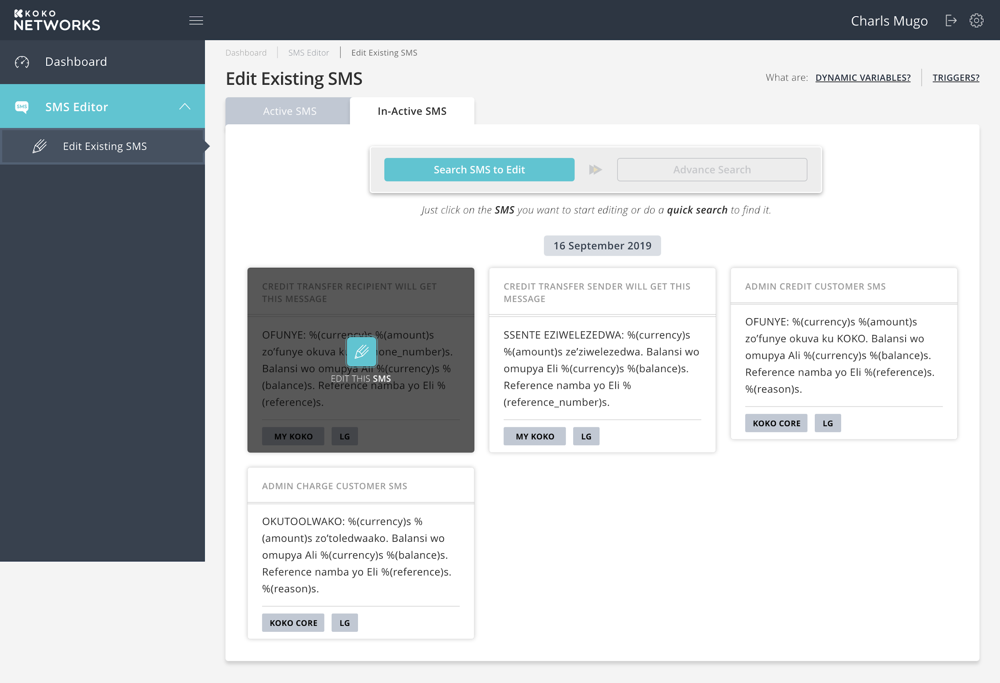 KOKO
NETWORKS
Charls Mugo
Dashboard
SMS
SMS Editor
Edit Existing SMS
Dashboard SMS Editor Edit Existing SMS
Edit Existing SMS
What are: DYNAMIC VARIABLES? TRIGGERS?
Active SMS
In-Active SMS
Search SMS to Edit
Advance Search
Just click on the SMS you want to start editing or do a quick search to find it.
16 September 2019
CREDIT TRANSFER RECIPIENT WILL GET
THIS MESSAGE
OFUNYE: %(currency)s %(amount)s
zo’funye okuva
Balansi wo omupya Ali %(currency)s %
(balance)s. Reference namba yo Eli %
(reference)s.
EDIT THIS SMS
MY KOKO LG
CREDIT TRANSFER SENDER WILL GET THIS
MESSAGE
SSENTE EZIWELEZEDWA: %(currency)s
%(amount)s ze’ziwelezedwa. Balansi wo
omupya Eli %(currency)s %(balance)s.
Reference namba yo Eli %
(reference_number)s.
MY KOKO LG
ADMIN CREDIT CUSTOMER SMS
OFUNYE: %(currency)s %(amount)s
zo’funye okuva ku KOKO. Balansi wo
omupya Ali %(currency)s %(balance)s.
Reference namba yo Eli %(reference)s.
%(reason)s.
KOKO CORE LG
ADMIN CHARGE CUSTOMER SMS
OKUTOOLWAKO: %(currency)s %
(amount)s zo’toledwaako. Balansi wo
omupya Ali %(currency)s %(balance)s.
Reference namba yo Eli %(reference)s.
%(reason)s.
KOKO CORE LG